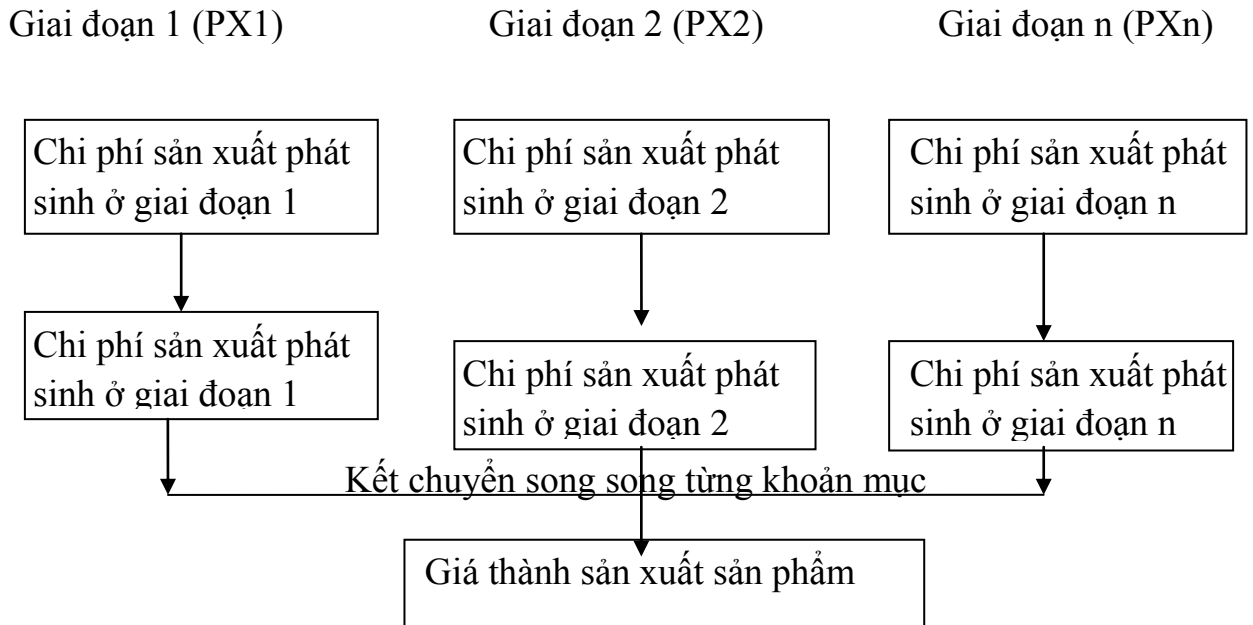 Giai đoạn 1 (PX1)
Giai đoạn 2 (PX2)
Giai đoạn n (PXn)
Chi phí sản xuất phát
sinh ở giai đoạn 1
Chi phí sản xuất phát
sinh ở giai đoạn 2
Chi phí sản xuất phát
sinh ở giai đoạn n
Chi phí sản xuất phát
sinh ở giai đoạn 1
Chi phí sản xuất phát
sinh ở giai đoạn 2
Chi phí sản xuất phát
sinh ở giai đoạn n
Kết chuyển song song từng khoản mục
Giá thành sản xuất sản phẩm